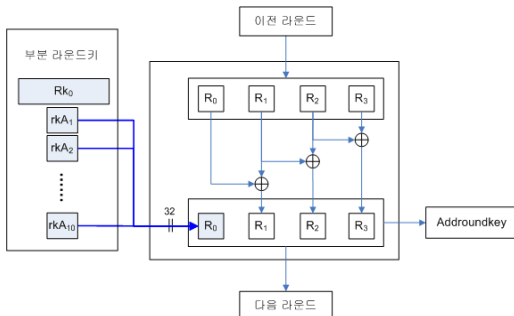 이전 라운드
부분 라운드키
Rk0
rkA1
rkA2
rkA10
32
R0
R1
R2
R3
R0
R1
R2
R3
Addroundkey
다음 라운드